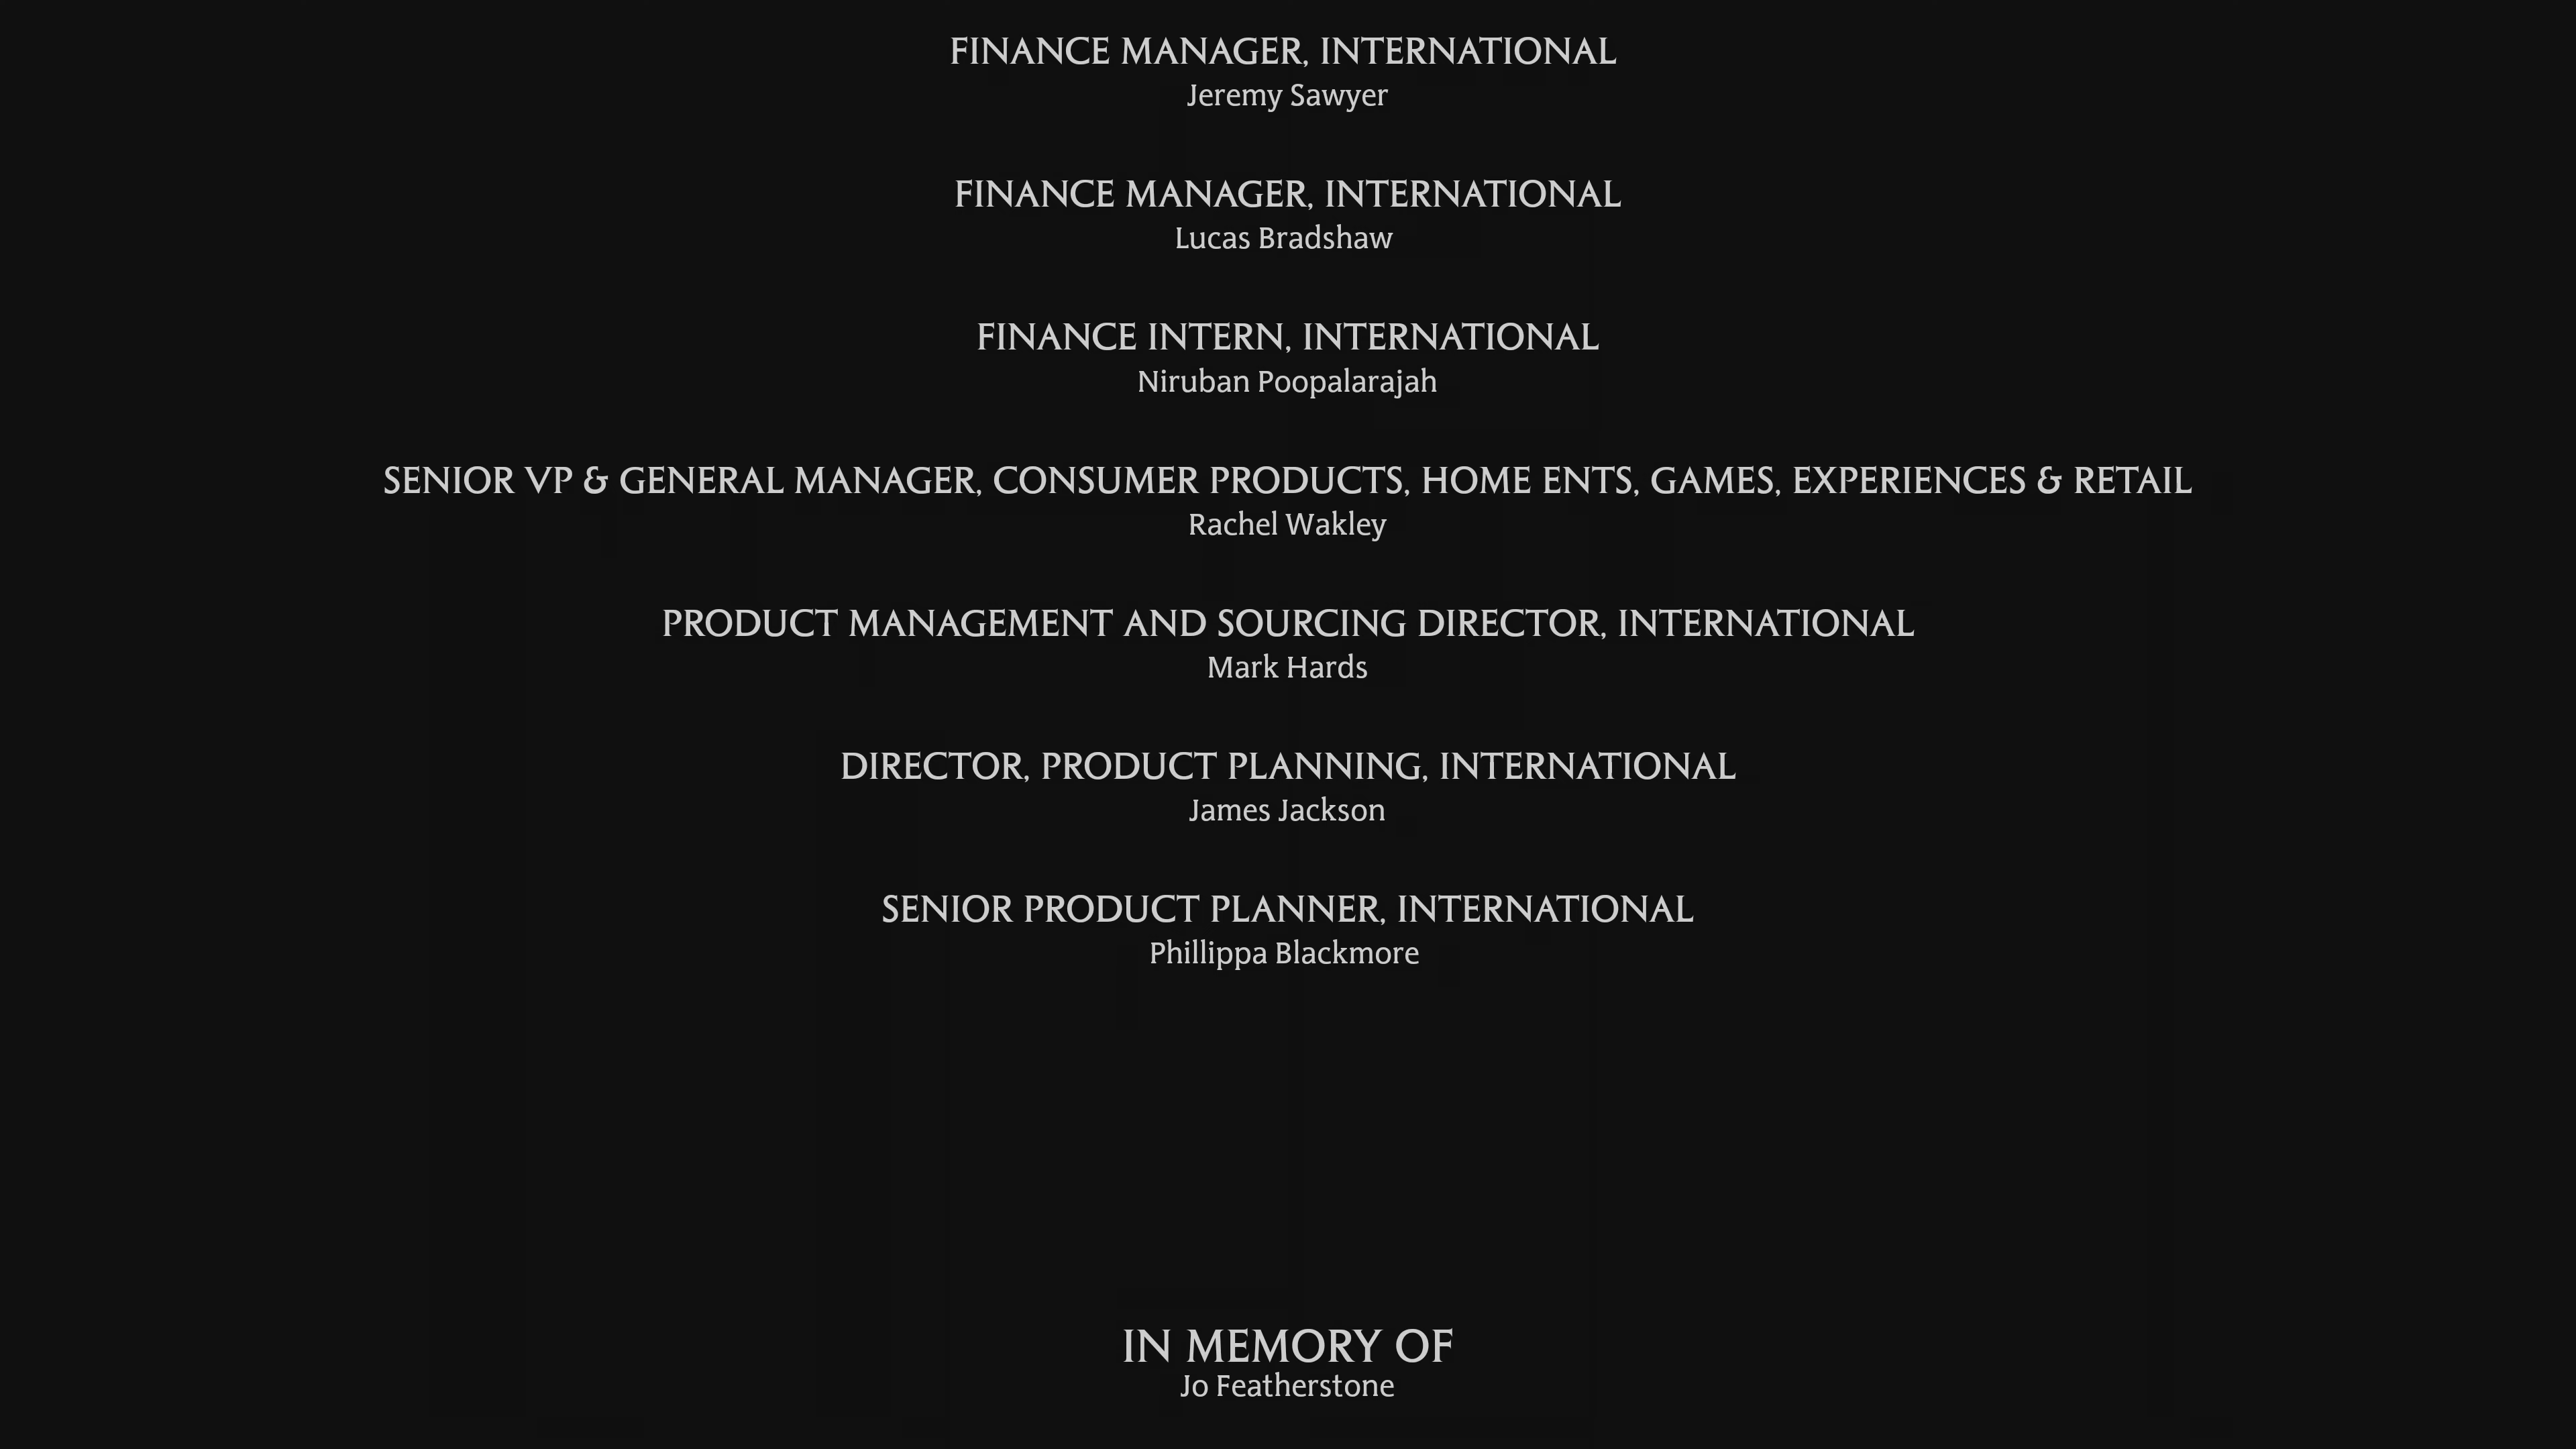 FINANCE MANAGER, INTERNATIONAL
Jeremy Sawyer
FINANCE MANAGER, INTERNATIONAL
Lucas Bradshaw
FINANCE INTERN, INTERNATIONAL
Niruban Poopalarajah
SENIOR VP & GENERAL MANAGER, CONSUMER PRODUCTS, HOME ENTS, GAMES, EXPERIENCES & RETAIL
Rachel Wakley
PRODUCT MANAGEMENT AND SOURCING DIRECTOR, INTERNATIONAL
Mark Hards
DIRECTOR, PRODUCT PLANNING, INTERNATIONAL
James Jackson
SENIOR PRODUCT PLANNER, INTERNATIONAL
Phillippa Blackmore
IN MEMORY OF
Jo Featherstone